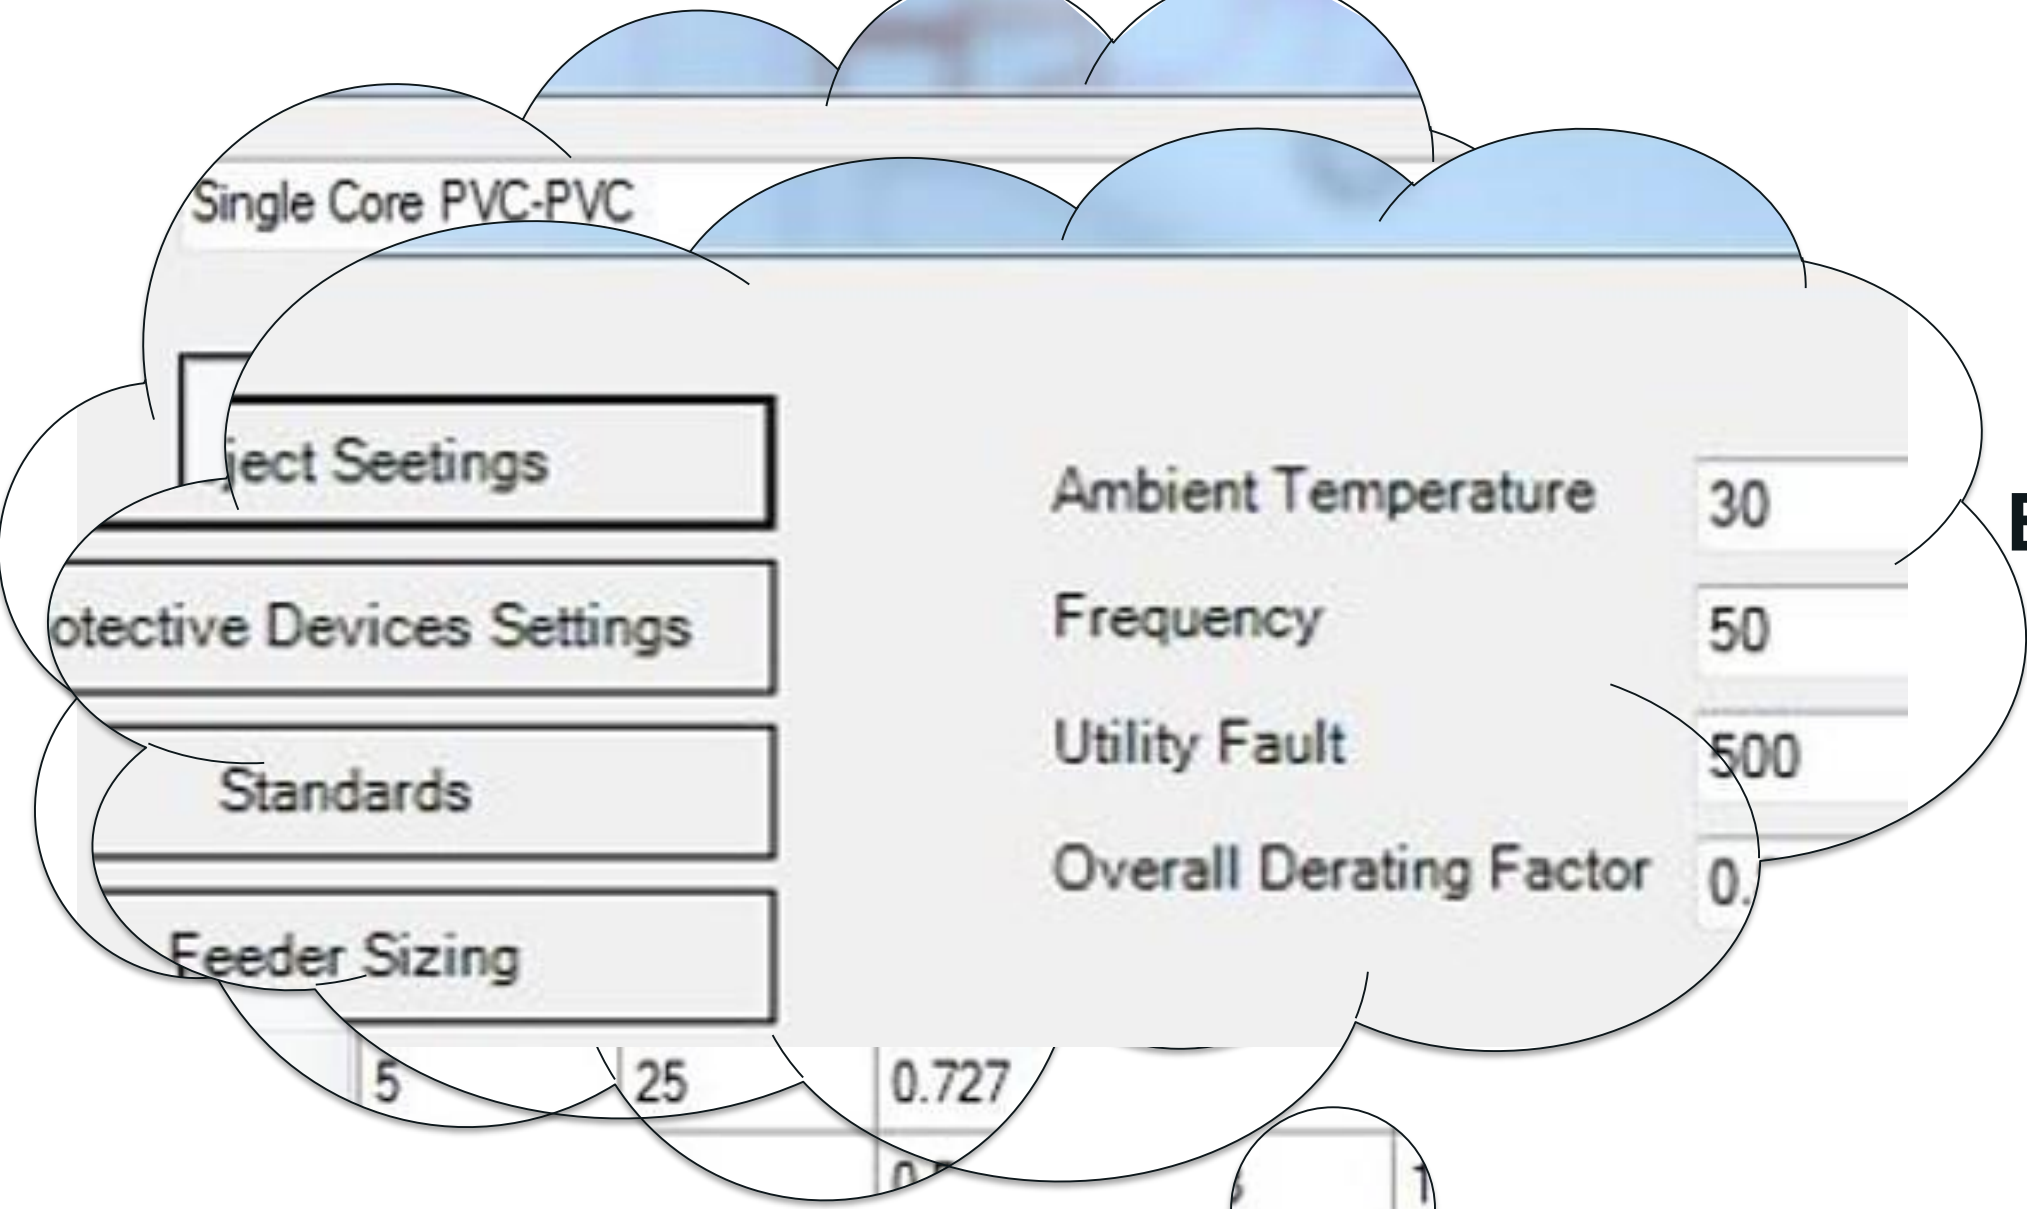 Single Core PVC-PVC
ject Seetings
Ambient Temperature 30
otective Devices Settings
Frequency 50
Utility Fault 500
Standards
Overall Derating Factor 0.
Feeder Sizing
5 25 0.727